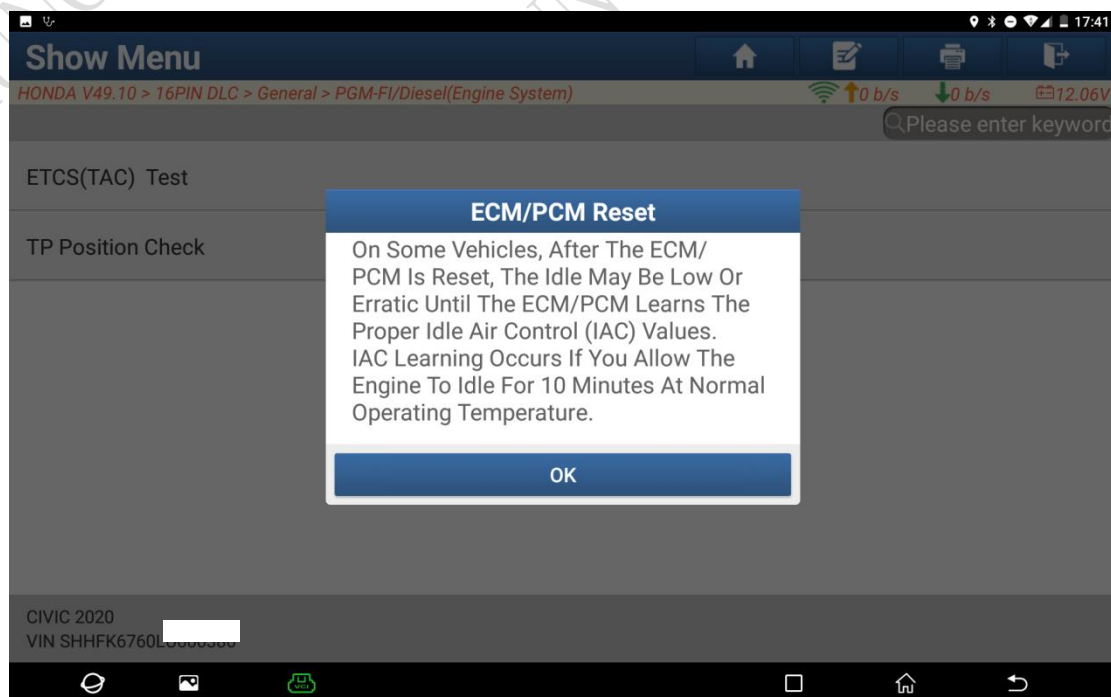 17:41
Show Menu
HONDA V49.10 > 16PIN DLC > General > PGM-FI/Diesel(Engine System)
0 b/s
0 b/s
12.06V
Please enter keyword
ETCS(TAC) Test
TP Position Check
ECM/PCM Reset
On Some Vehicles, After The ECM/
PCM Is Reset, The Idle May Be Low Or
Erratic Until The ECM/PCM Learns The
Proper Idle Air Control (IAC) Values.
IAC Learning Occurs If You Allow The
Engine To Idle For 10 Minutes At Normal
Operating Temperature.
OK
CIVIC 2020
VIN
VCI